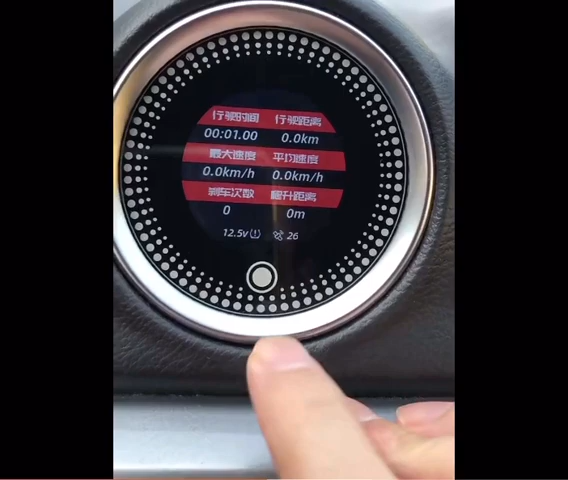 行驶时间 行驶距离
00:01.00 0.0km
最大速度 平均速度
0.0km/h 0.0km/h
刹车次数 爬升距离
0 0m
12.5v 26